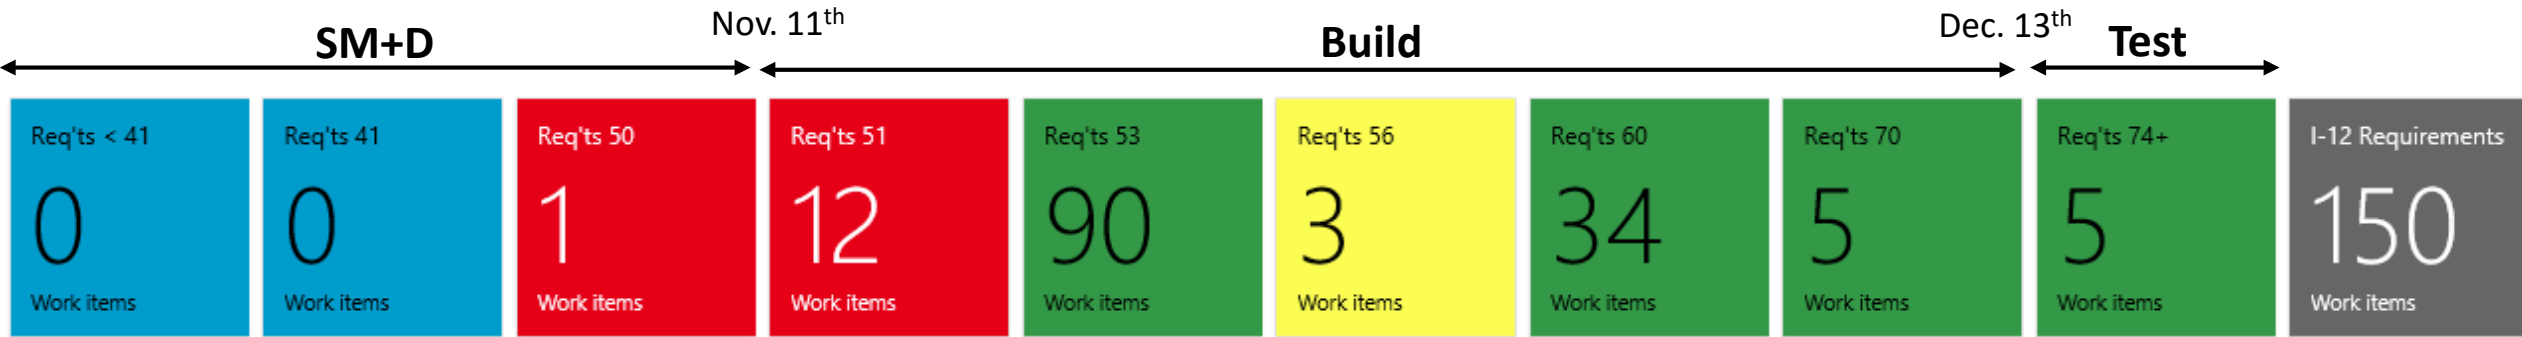 SM+D
Nov. 11th
Build
Dec. 13th
Test
Req'ts < 41
0
Work items
Req'ts 41
0
Work items
Req'ts 50
1
Work items
Req'ts 51
12
Work items
Req'ts 53
90
Work items
Req'ts 56
3
Work items
Req'ts 60
34
Work items
Req'ts 70
5
Work items
Req'ts 74+
5
Work items
I-12 Requirements
150
Work items